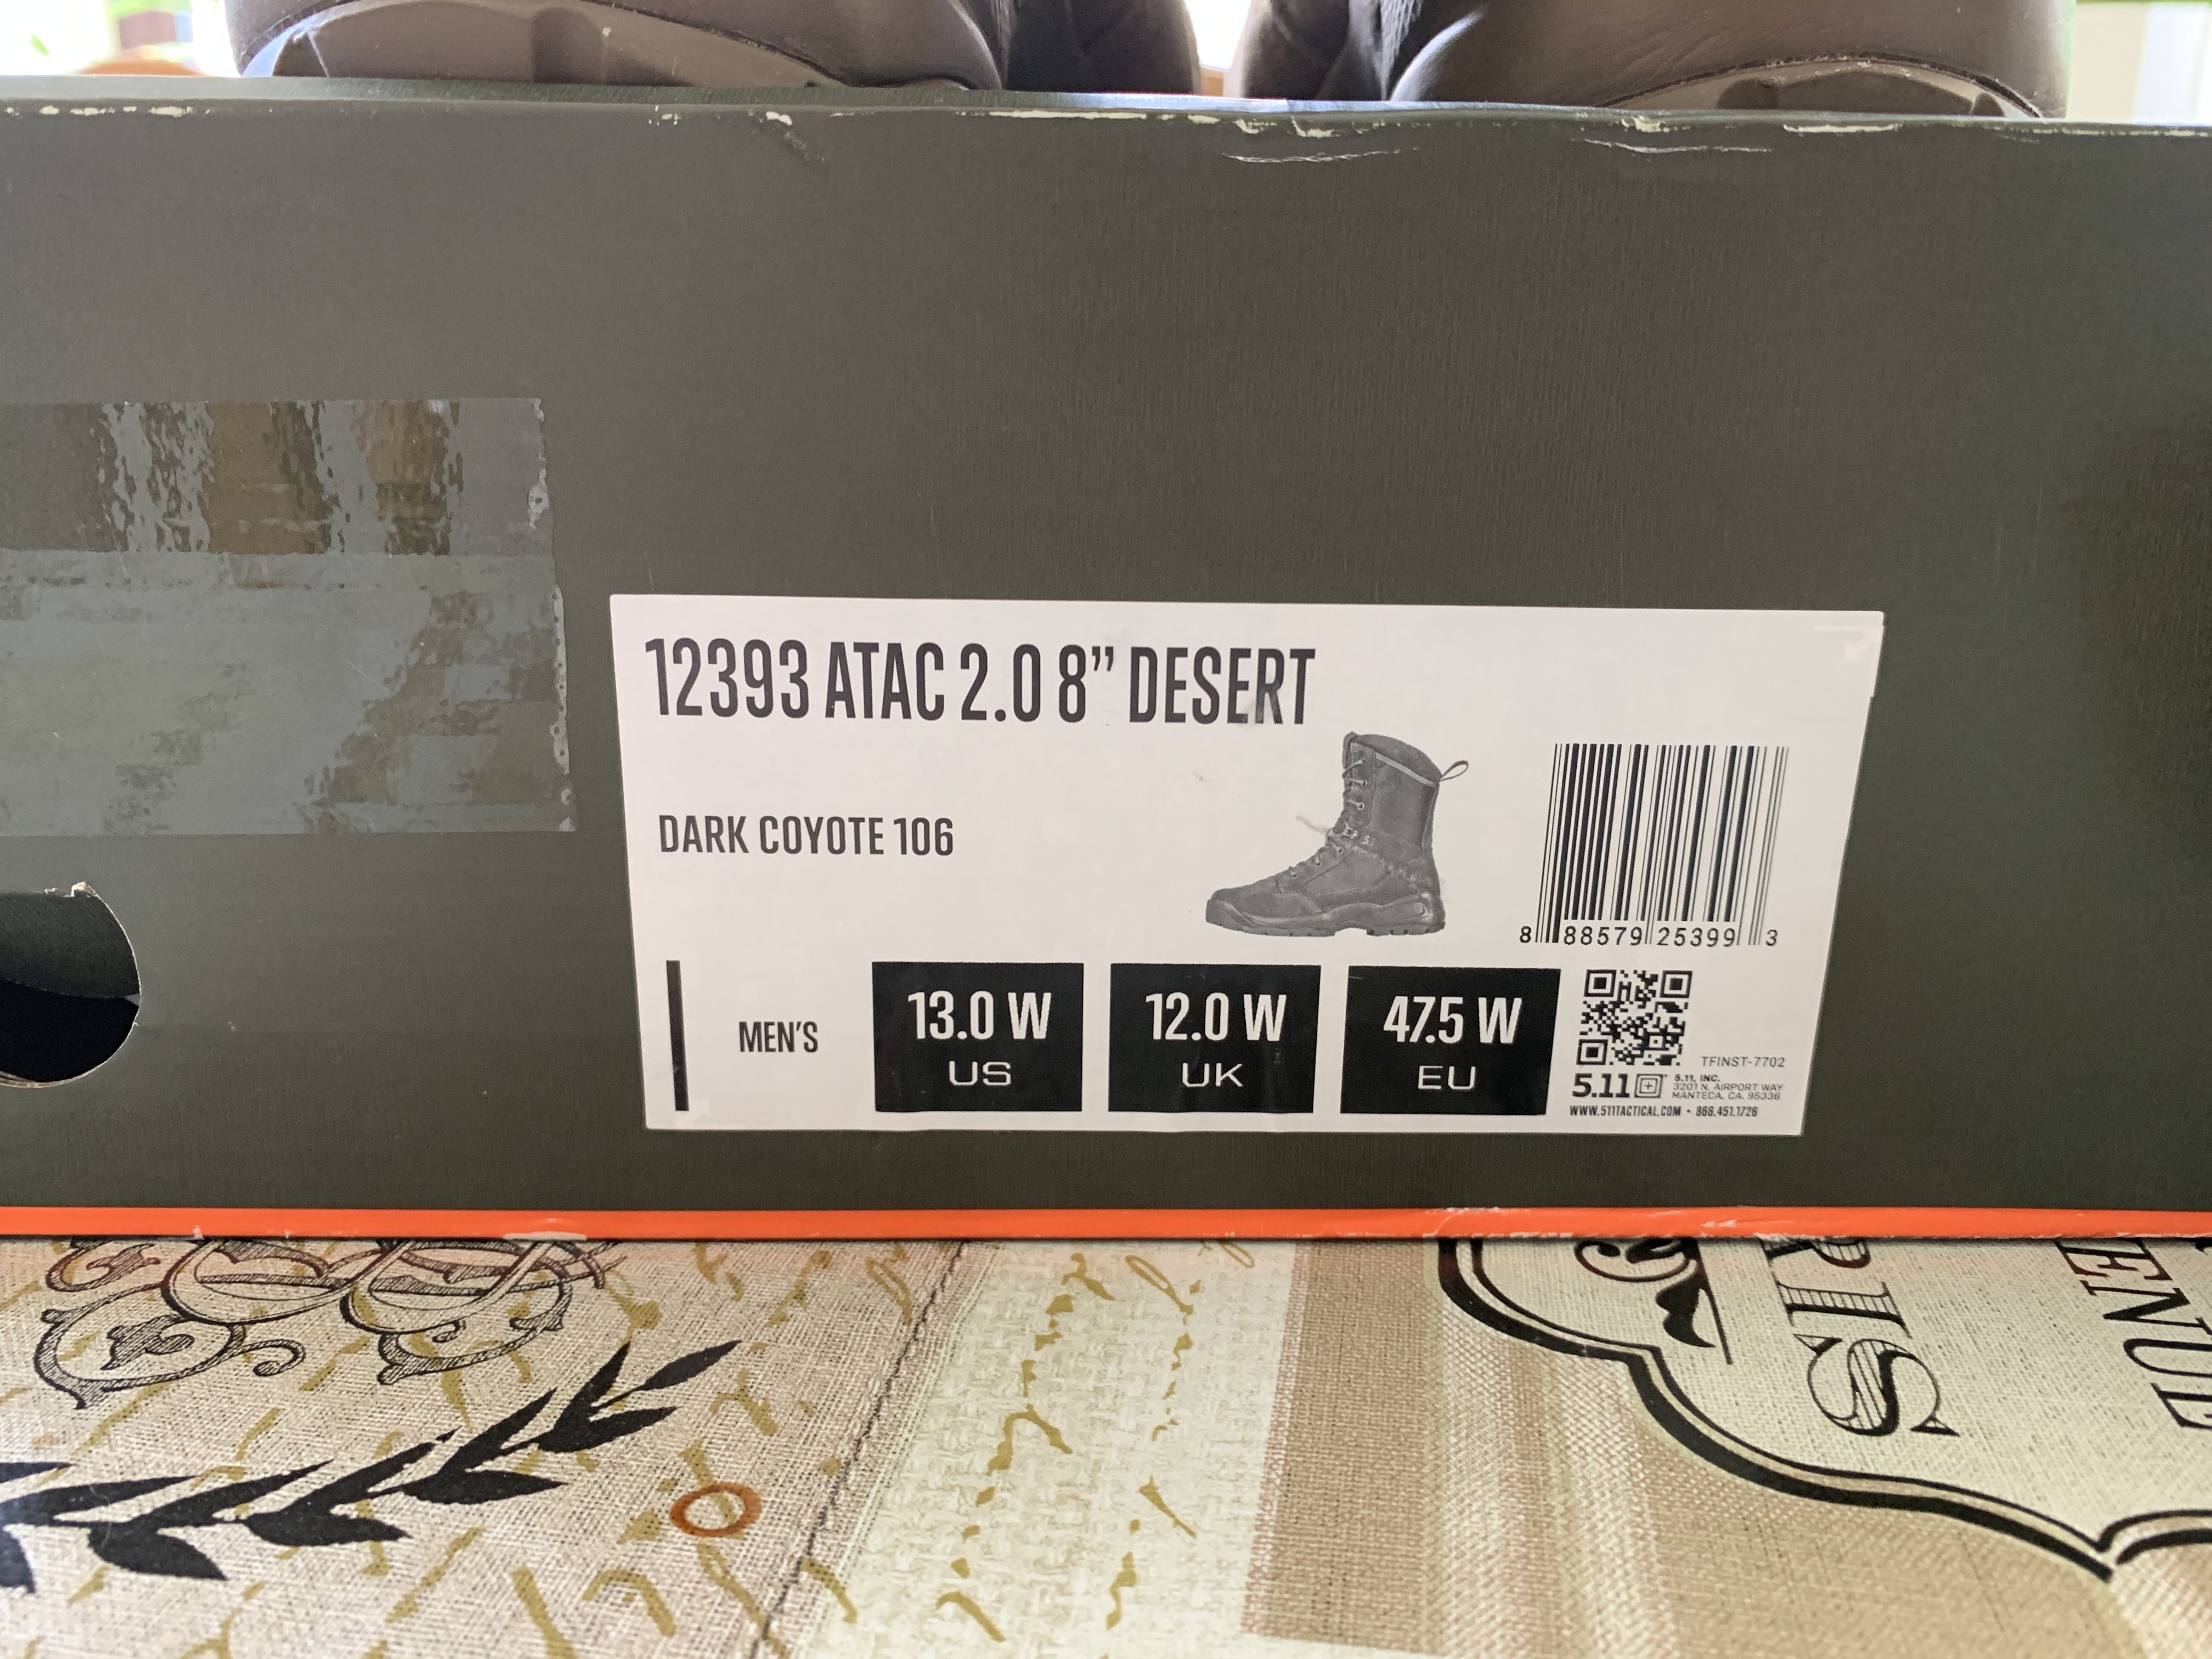 12393 ATAC 2.0 8” DESERT
DARK COYOTE 106
8 88579 25399 3
MEN'S
13.0 W
US
12.0 W
UK
47.5 W
EU
TFINST-7702
5.11
5.11, INC.
3201 N. AIRPORT WAY
MANTECA, CA. 95336
WWW.511TACTICAL.COM • 866.451.1726